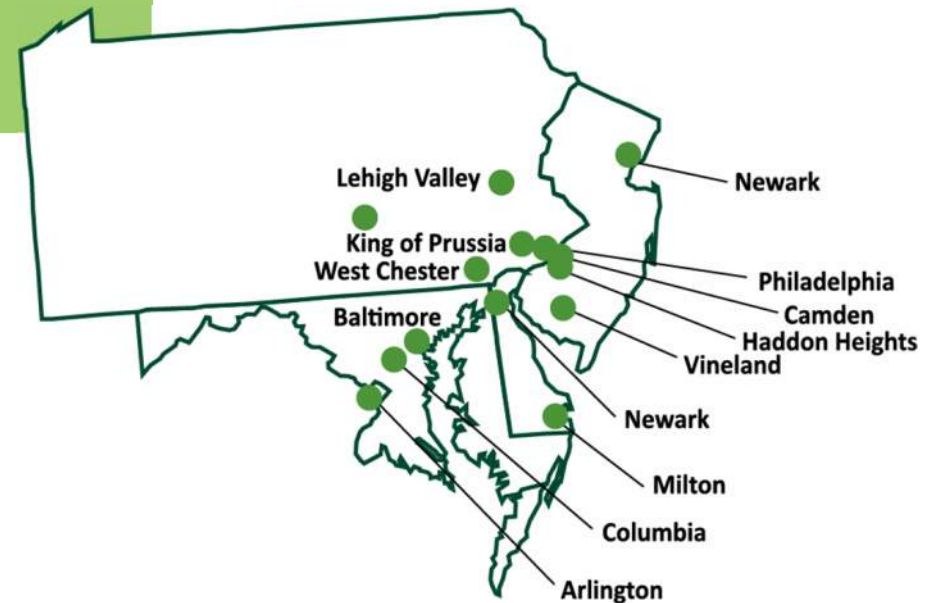 Lehigh Valley
Newark
King of Prussia
West Chester
Philadelphia
Camden
Baltimore
Haddon Heights
Vineland
Newark
Milton
Columbia
Arlington